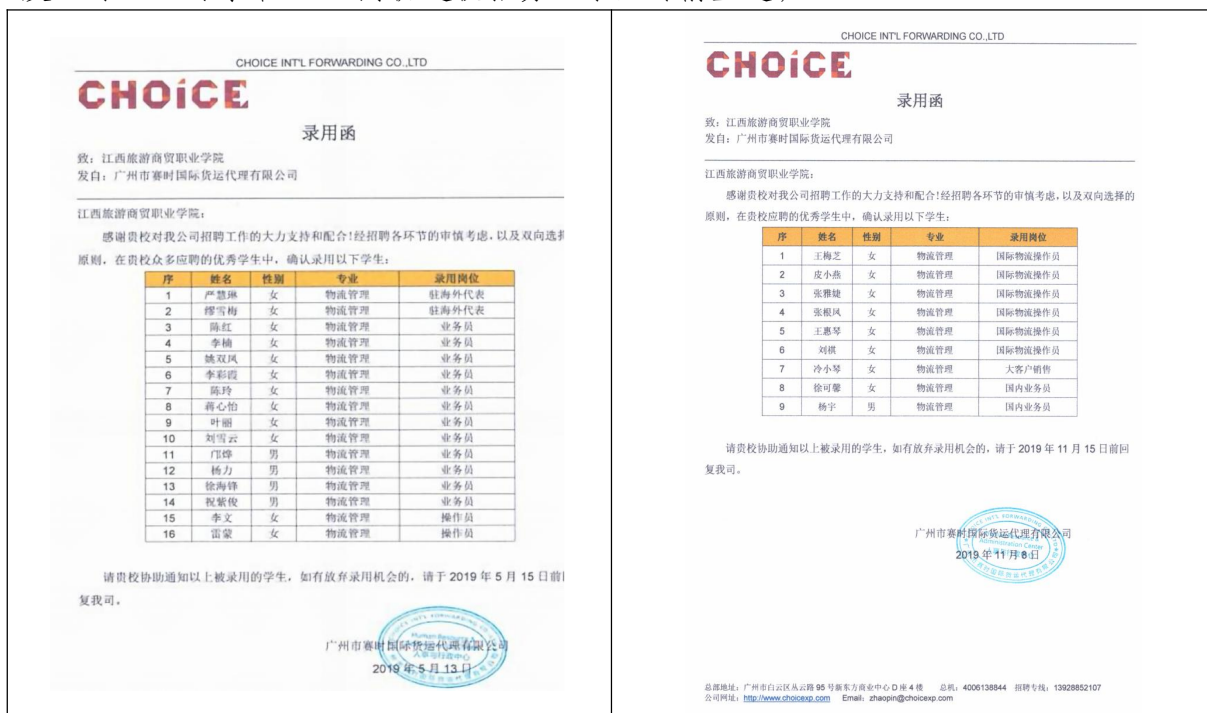 CHOICE INT'L FORWARDING CO.,LTD
CHOiCE
录用函
致：江西旅游商贸职业学院
发自：广州市赛时国际货运代理有限公司
江西旅游商贸职业学院：
感谢贵校对我公司招聘工作的大力支持和配合!经招聘各环节的审慎考虑，以及双向选择
原则，在贵校众多应聘的优秀学生中，确认录用以下学生：
序 姓名 性别 专业 录用岗位
1 严慧琳 女 物流管理 驻海外代表
2 缪雪梅 女 物流管理 驻海外代表
3 陈红 女 物流管理 业务员
4 李楠 女 物流管理 业务员
5 姚双凤 女 物流管理 业务员
6 李彩霞 女 物流管理 业务员
7 陈玲 女 物流管理 业务员
8 蒋心怡 女 物流管理 业务员
9 叶丽 女 物流管理 业务员
10 刘雪云 女 物流管理 业务员
11 邝烨 男 物流管理 业务员
12 杨力 男 物流管理 业务员
13 徐海锋 男 物流管理 业务员
14 祝紫俊 男 物流管理 业务员
15 李文 女 物流管理 操作员
16 雷蒙 女 物流管理 操作员
请贵校协助通知以上被录用的学生，如有放弃录用机会的，请于 2019 年 5 月 15 日前
复我司。
广州市赛时国际货运代理有限公司
2019 年 5 月 13 日
CHOICE INT'L FORWARDING CO.,LTD
CHOiCE
录用函
致：江西旅游商贸职业学院
发自：广州市赛时国际货运代理有限公司
江西旅游商贸职业学院：
感谢贵校对我公司招聘工作的大力支持和配合!经招聘各环节的审慎考虑，以及双向选择的
原则，在贵校应聘的优秀学生中，确认录用以下学生：
序 姓名 性别 专业 录用岗位
1 王梅芝 女 物流管理 国际物流操作员
2 皮小燕 女 物流管理 国际物流操作员
3 张雅婕 女 物流管理 国际物流操作员
4 张根凤 女 物流管理 国际物流操作员
5 王惠琴 女 物流管理 国际物流操作员
6 刘祺 女 物流管理 国际物流操作员
7 冷小琴 女 物流管理 大客户销售
8 徐可馨 女 物流管理 国内业务员
9 杨宇 男 物流管理 国内业务员
请贵校协助通知以上被录用的学生，如有放弃录用机会的，请于 2019 年 11 月 15 日前回
复我司。
广州市赛时国际货运代理有限公司
2019 年 11 月 8 日
总部地址：广州市白云区丛云路 95 号新东方商业中心 D 座 4 楼 总机：4006138844 招聘专线：13928852107
公司网址：http://www.choicexp.com Email：zhaopin@choicexp.com